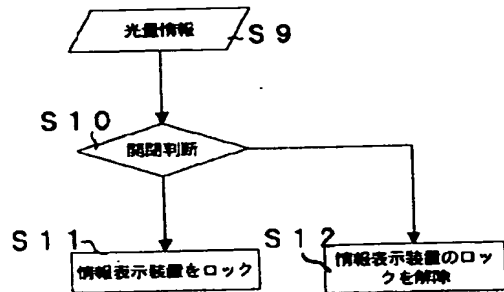 光量情報
S9
S10
開閉判断
S11
情報表示装置をロック
S12
情報表示装置のロッ
クを解除